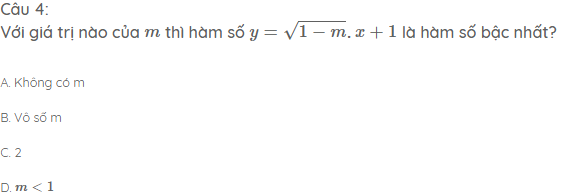 Câu 4:
Với giá trị nào của m thì hàm số y = √(1 − m). x + 1 là hàm số bậc nhất?
A. Không có m
B. Vô số m
C. 2
D. m < 1